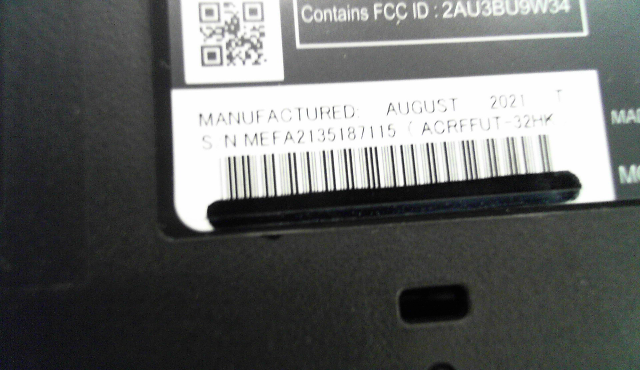 Contains FCC ID : 2AU3BU9W34
MANUFACTURED: AUGUST 2021 T
S N MEFA2135187115 ( ACRFFUT-32HK